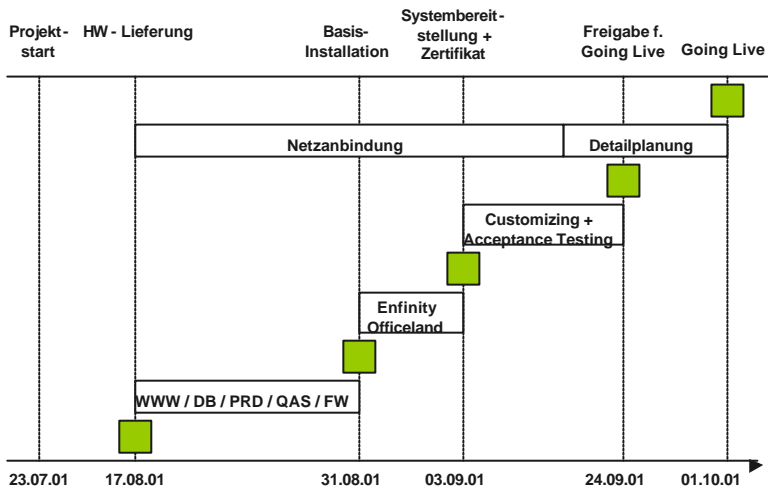 Projekt-
start
HW - Lieferung
Basis-
Installation
Systembereit-
stellung +
Zertifikat
Freigabe f.
Going Live
Going Live
Netzanbindung
Detailplanung
Customizing +
Acceptance Testing
Enfinity
Officeland
WWW / DB / PRD / QAS / FW
23.07.01
17.08.01
31.08.01
03.09.01
24.09.01
01.10.01